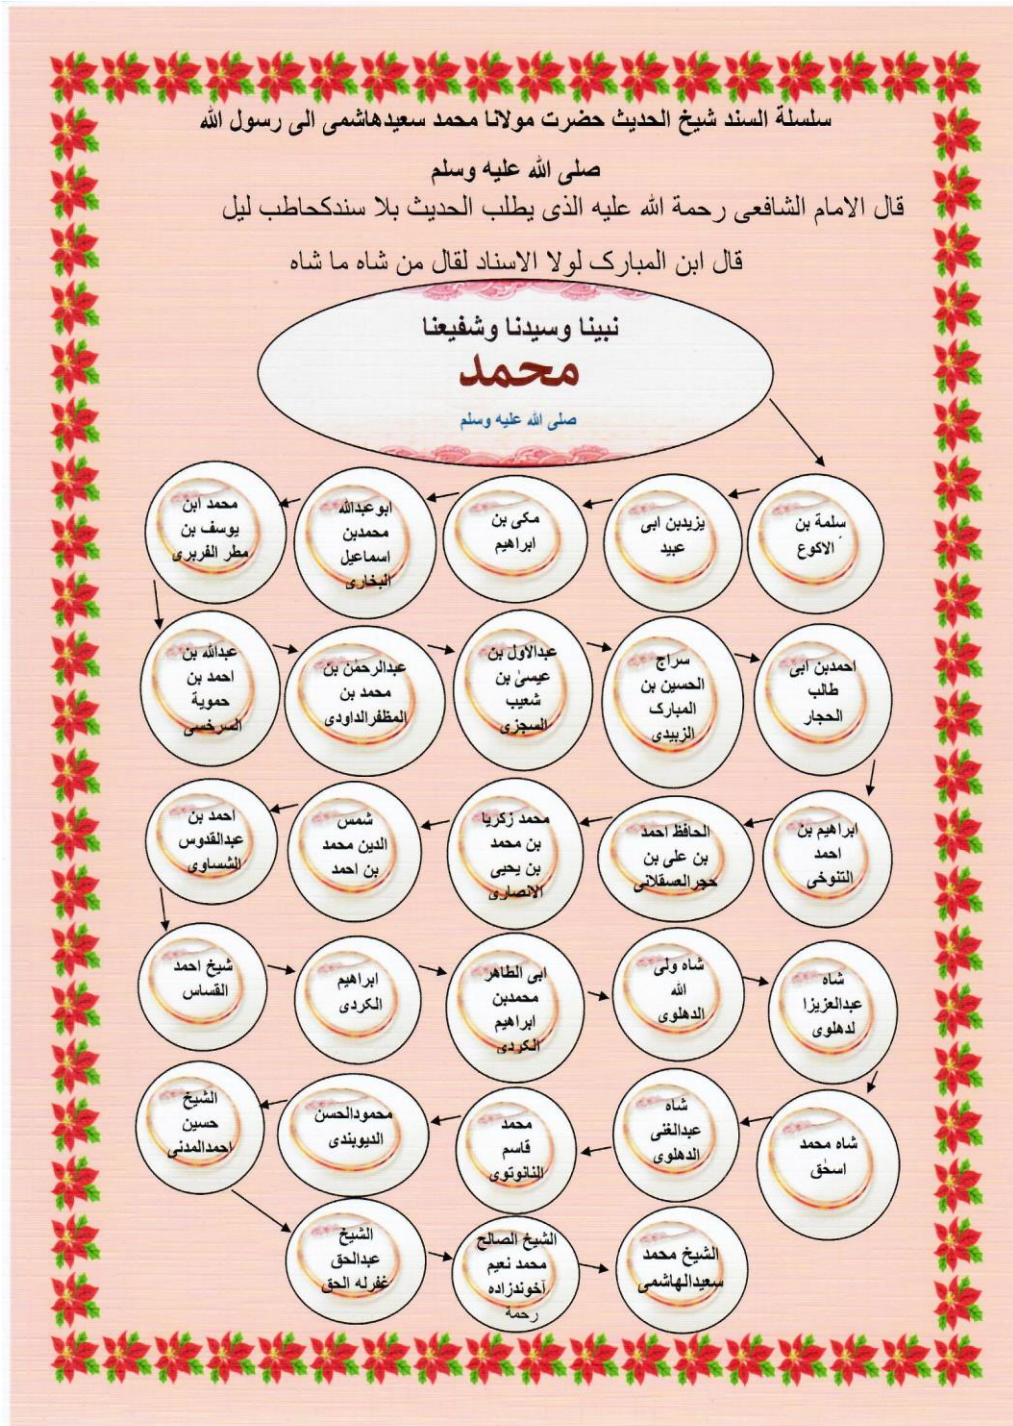 سلسلة السند شیخ الحدیث حضرت مولانا محمد سعیدهاشمی الی رسول الله
صلی الله علیه وسلم
قال الامام الشافعی رحمة الله علیه الذی یطلب الحدیث بلا سندکحاطب لیل
قال ابن المبارک لولا الاسناد لقال من شاه ما شاه
نبینا وسیدنا وشفیعنا
محمد
صلی الله علیه وسلم
سلمة بن
الاکوع
یزیدبن ابی
عبید
مکی بن
ابراهیم
ابوعبدالله
محمدبن
اسماعیل
البخاری
محمد ابن
یوسف بن
مطر الفربری
عبدالله بن
احمد بن
حمویة
السرخسی
عبدالرحمٰن بن
محمد بن
المظفرالداودی
عبدالاول بن
عیسیٰ بن
شعیب
السجزی
سراج
الحسین بن
المبارک
الزبیدی
احمدبن ابی
طالب
الحجار
ابراهیم بن
احمد
التنوخی
الحافظ احمد
بن علی بن
حجرالعسقلانی
محمد زکریا
بن محمد
بن یحیی
الانصاری
شمس
الدین محمد
بن احمد
احمد بن
عبدالقدوس
الشساوی
شیخ احمد
القساس
ابراهیم
الکردی
ابی الطاهر
محمدبن
ابراهیم
الکردی
شاه ولی
الله
الدهلوی
شاه
عبدالعزیزا
لدهلوی
شاه محمد
اسحٰق
شاه
عبدالغنی
الدهلوی
محمد
قاسم
النانوتوی
محمودالحسن
الدیوبندی
الشیخ
حسین
احمدالمدنی
الشیخ
عبدالحق
غفرله الحق
الشیخ الصالح
محمد نعیم
آخوندزاده
رحمة
الشیخ محمد
سعیدالهاشمی